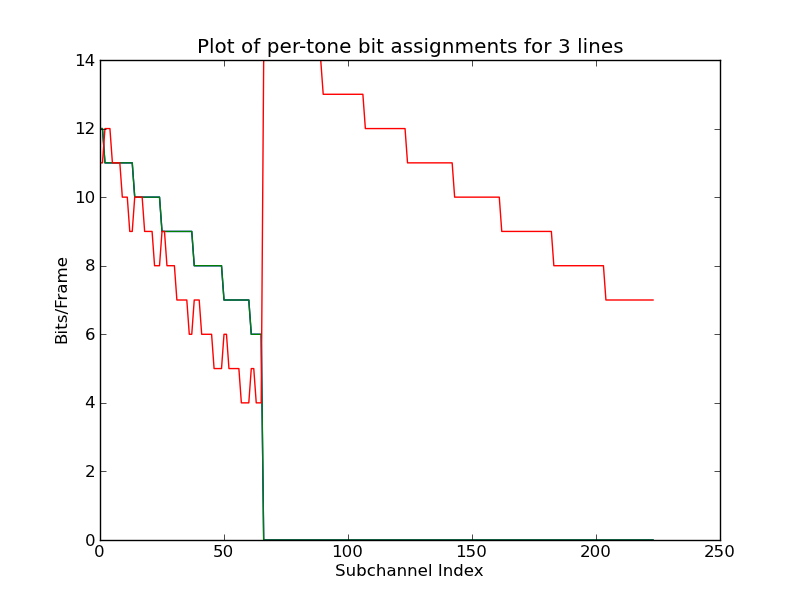 Plot of per-tone bit assignments for 3 lines
14
12
10
8
6
4
2
0
Bits/Frame
0 50 100 150 200 250
Subchannel Index